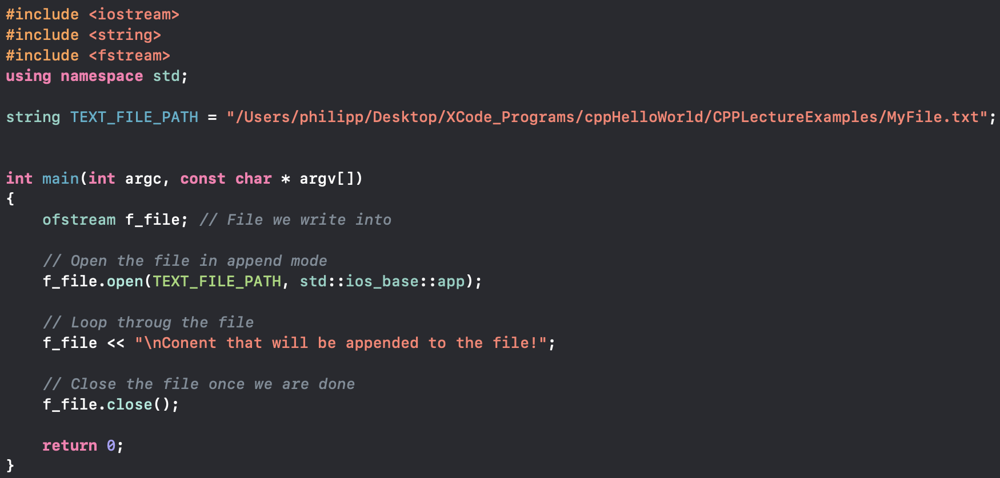 #include <iostream>
#include <string>
#include <fstream>
using namespace std;

string TEXT_FILE_PATH = "/Users/philipp/Desktop/XCode_Programs/cppHelloWorld/CPPLectureExamples/MyFile.txt";


int main(int argc, const char * argv[])
{
    ofstream f_file; // File we write into

    // Open the file in append mode
    f_file.open(TEXT_FILE_PATH, std::ios_base::app);

    // Loop throug the file
    f_file << "\nConent that will be appended to the file!";

    // Close the file once we are done
    f_file.close();

    return 0;
}